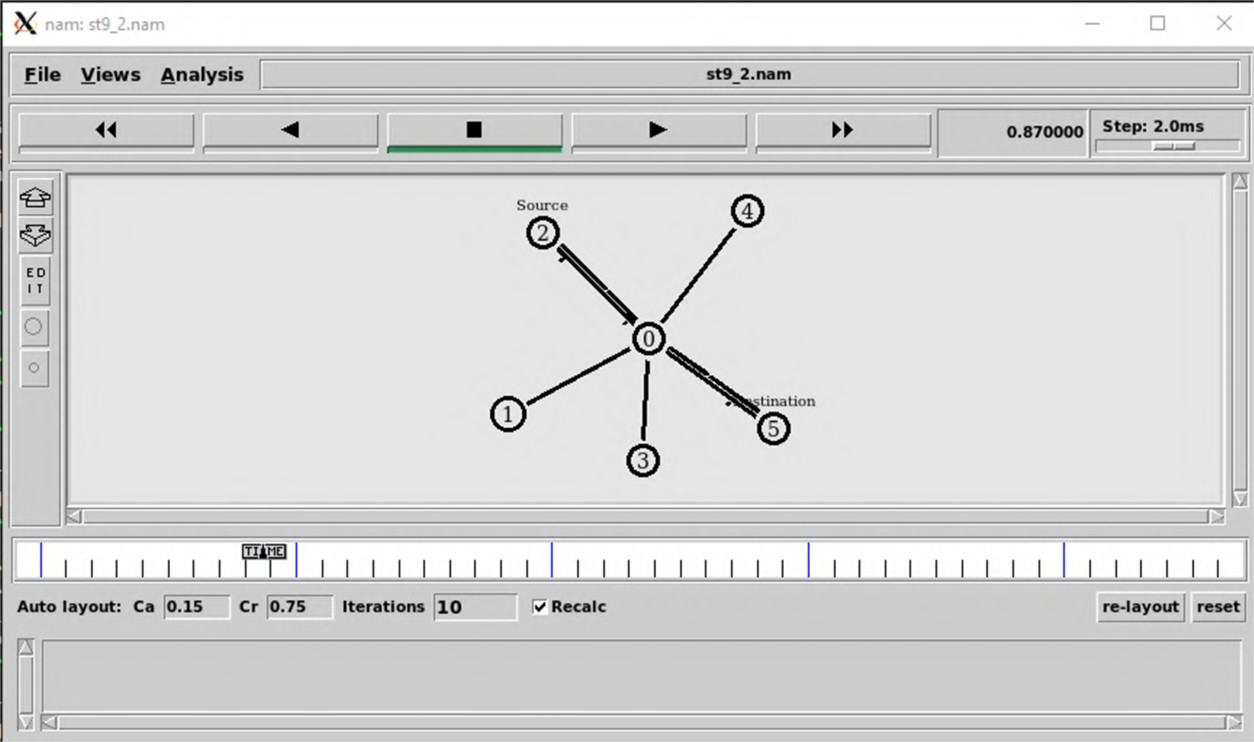 nam: st9_2.nam
File Views Analysis st9_2.nam
0.870000 Step: 2.0ms
ED
IT
Source
2
4
0
1
3
5
TIME
Auto layout: Ca 0.15 Cr 0.75 Iterations 10 Recalc re-layout reset